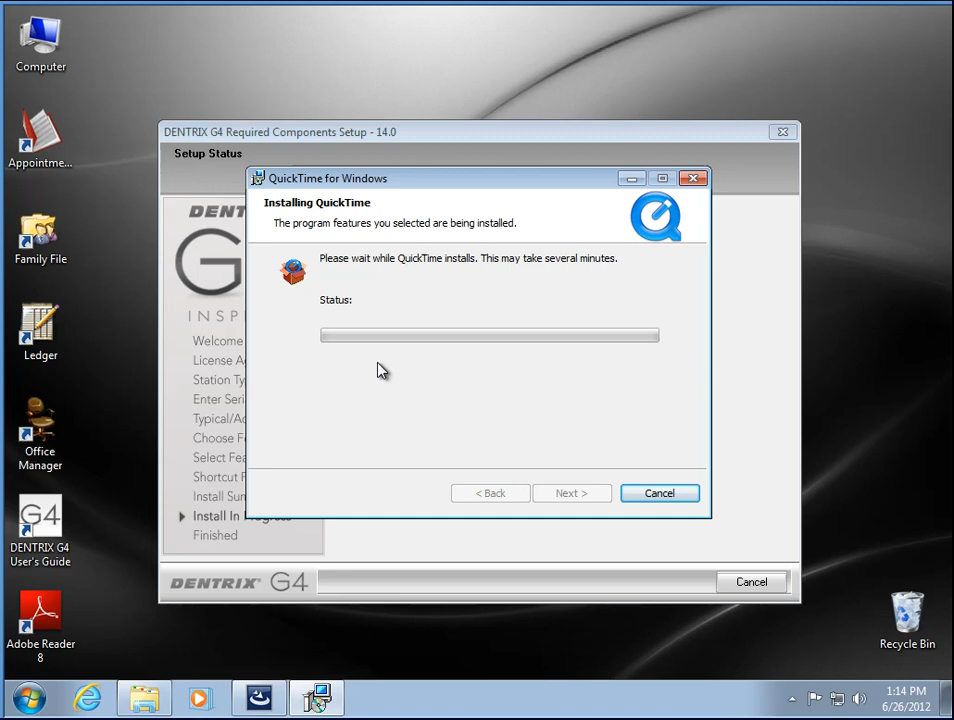 Computer
Appointme...
Family File
Ledger
Office
Manager
G4
DENTRIX G4
User's Guide
Adobe Reader
8
DENTRIX G4 Required Components Setup - 14.0
Setup Status
DENT
G
INSP
Welcome
License A
Station Ty
Enter Seri
Typical/Ad
Choose F
Select Fea
Shortcut F
Install Sum
Install In Progress
Finished
DENTRIX G4
Cancel
QuickTime for Windows
Installing QuickTime
The program features you selected are being installed.
Please wait while QuickTime installs. This may take several minutes.
Status:
< Back
Next >
Cancel
Recycle Bin
1:14 PM
6/26/2012